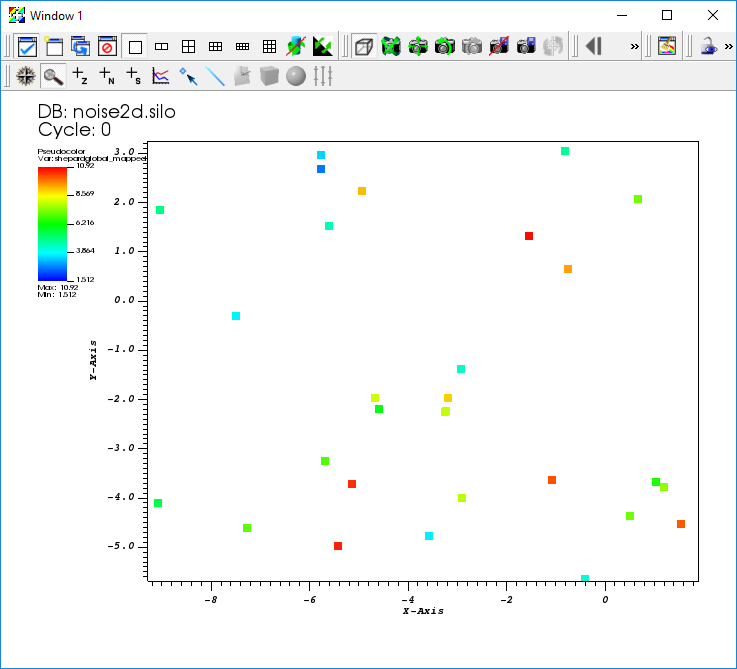 Window 1
»
»
Z
N
S
DB: noise2d.silo
Cycle: 0
Pseudocolor
Var: shepardglobal_mapped
10.92
8.569
6.216
3.864
1.512
Max: 10.92
Min: 1.512
3.0
2.0
1.0
0.0
-1.0
-2.0
-3.0
-4.0
-5.0
Y-Axis
-8 -6 -4 -2 0
X-Axis